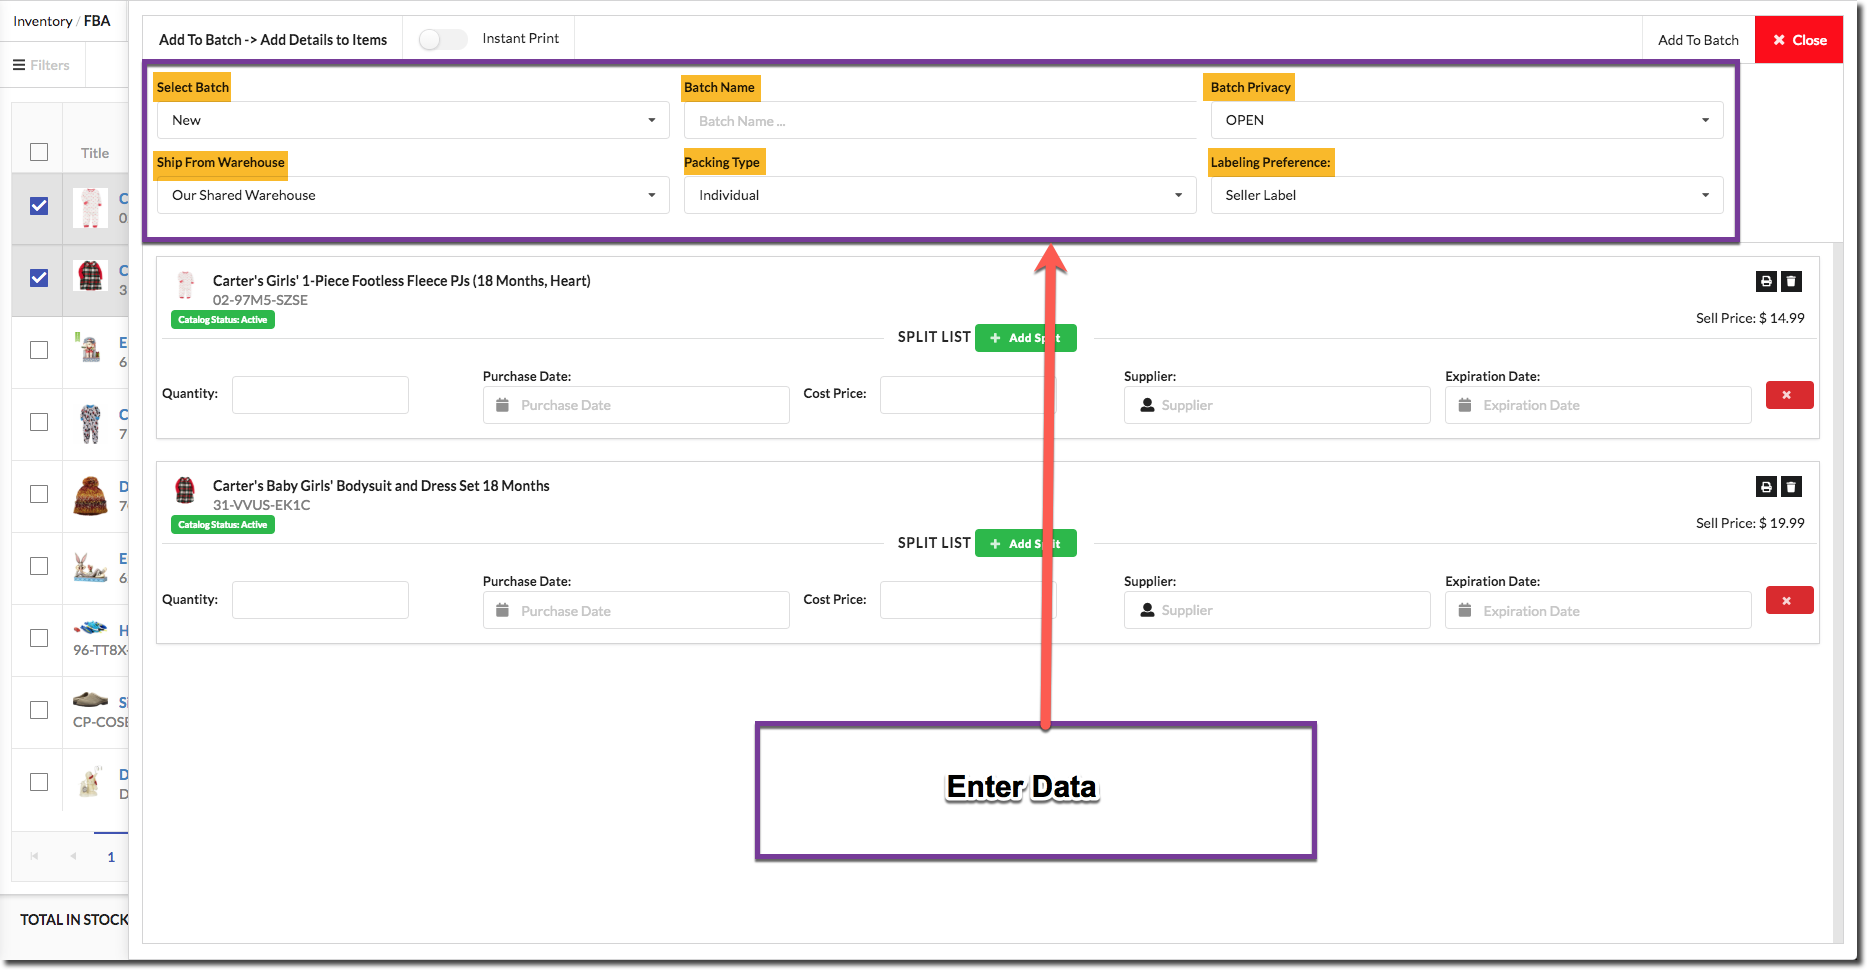 Inventory / FBA
Filters
Title
C
0
C
3
E
6
C
7
D
7
E
6
H
96-TT8X-
Si
CP-COSE
D
D
1
TOTAL IN STOCK
Add To Batch -> Add Details to Items
Instant Print
Add To Batch
Close
Select Batch
Batch Name
Batch Privacy
New
Batch Name ...
OPEN
Ship From Warehouse
Packing Type
Labeling Preference:
Our Shared Warehouse
Individual
Seller Label
Carter's Girls' 1-Piece Footless Fleece PJs (18 Months, Heart)
02-97M5-SZSE
Catalog Status: Active
Sell Price: $ 14.99
SPLIT LIST
+ Add Split
Quantity:
Purchase Date:
Purchase Date
Cost Price:
Supplier:
Supplier
Expiration Date:
Expiration Date
Carter's Baby Girls' Bodysuit and Dress Set 18 Months
31-VVUS-EK1C
Catalog Status: Active
Sell Price: $ 19.99
SPLIT LIST
+ Add Split
Quantity:
Purchase Date:
Purchase Date
Cost Price:
Supplier:
Supplier
Expiration Date:
Expiration Date
Enter Data